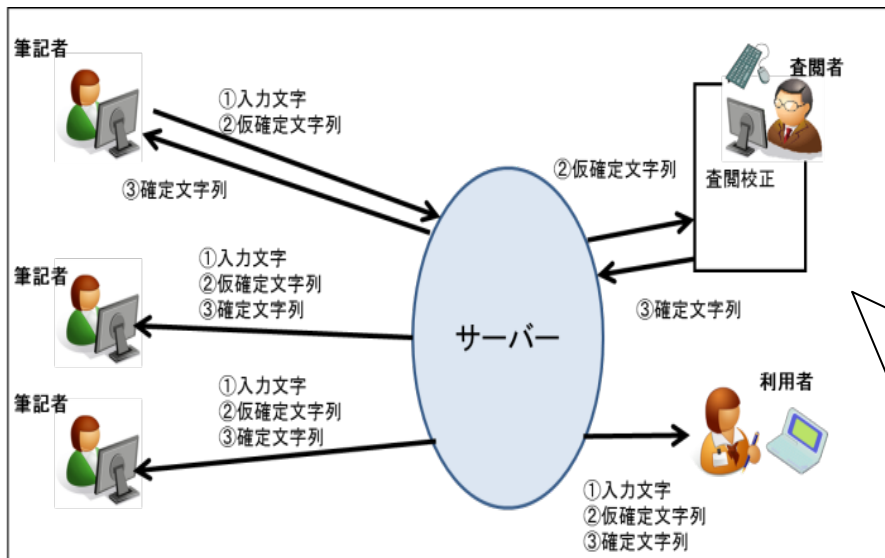 筆記者
①入力文字
②仮確定文字列
③確定文字列
筆記者
①入力文字
②仮確定文字列
③確定文字列
筆記者
①入力文字
②仮確定文字列
③確定文字列
サーバー
②仮確定文字列
査閲者
査閲校正
③確定文字列
利用者
①入力文字
②仮確定文字列
③確定文字列